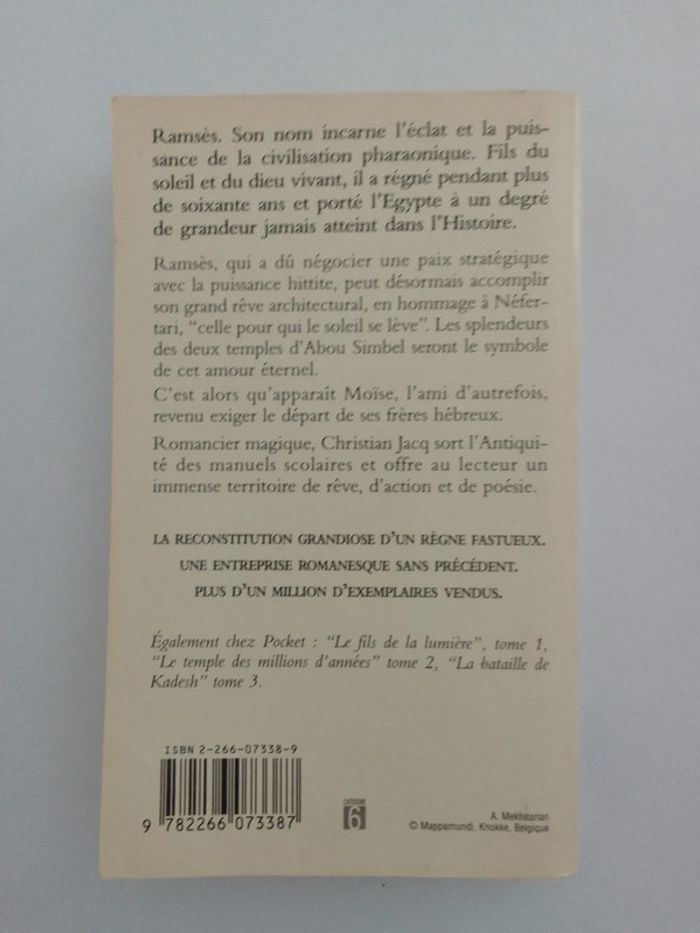 Ramsès. Son nom incarne l'éclat et la puis-
sance de la civilisation pharaonique. Fils du
soleil et du dieu vivant, il a régné pendant plus
de soixante ans et porté l'Egypte à un degré
de grandeur jamais atteint dans l'Histoire.
Ramsès, qui a dû négocier une paix stratégique
avec la puissance hittite, peut désormais accomplir
son grand rêve architectural, en hommage à Néfer-
tari, "celle pour qui le soleil se lève". Les splendeurs
des deux temples d'Abou Simbel seront le symbole
de cet amour éternel.
C'est alors qu'apparaît Moïse, l'ami d'autrefois,
revenu exiger le départ de ses frères hébreux.
Romancier magique, Christian Jacq sort l'Antiqui-
té des manuels scolaires et offre au lecteur un
immense territoire de rêve, d'action et de poésie.
LA RECONSTITUTION GRANDIOSE D'UN RÈGNE FASTUEUX.
UNE ENTREPRISE ROMANESQUE SANS PRÉCÉDENT.
PLUS D'UN MILLION D'EXEMPLAIRES VENDUS.
Également chez Pocket : "Le fils de la lumière", tome 1,
"Le temple des millions d'années" tome 2, "La bataille de
Kadesh" tome 3.
ISBN 2-266-07338-9
9 782266 073387
CATÉGORIE
6
A. Mekhitarian
© Mappamundi, Knokke, Belgique